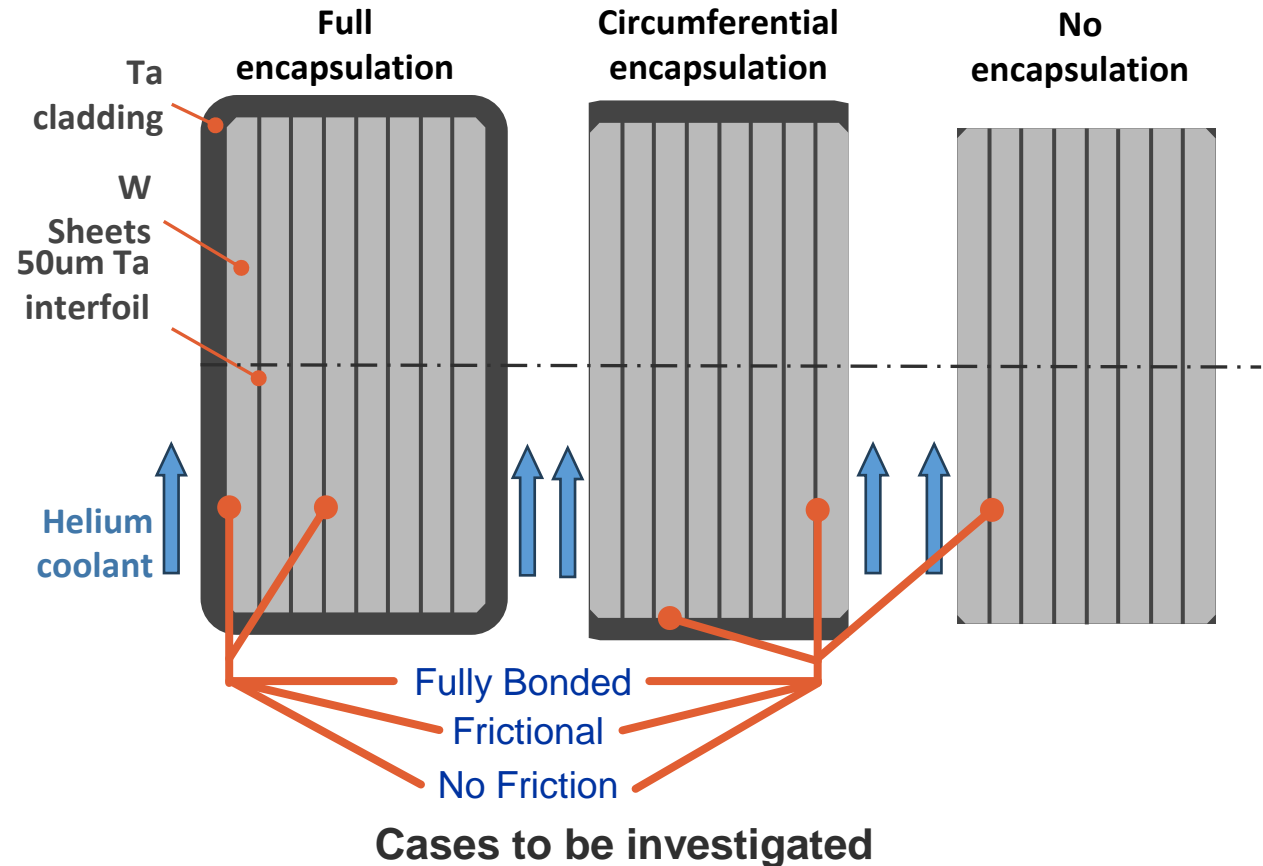 Full
encapsulation
Circumferential
encapsulation
No
encapsulation
Ta
cladding
W
Sheets
50um Ta
interfoil
Helium
coolant
Fully Bonded
Frictional
No Friction
Cases to be investigated